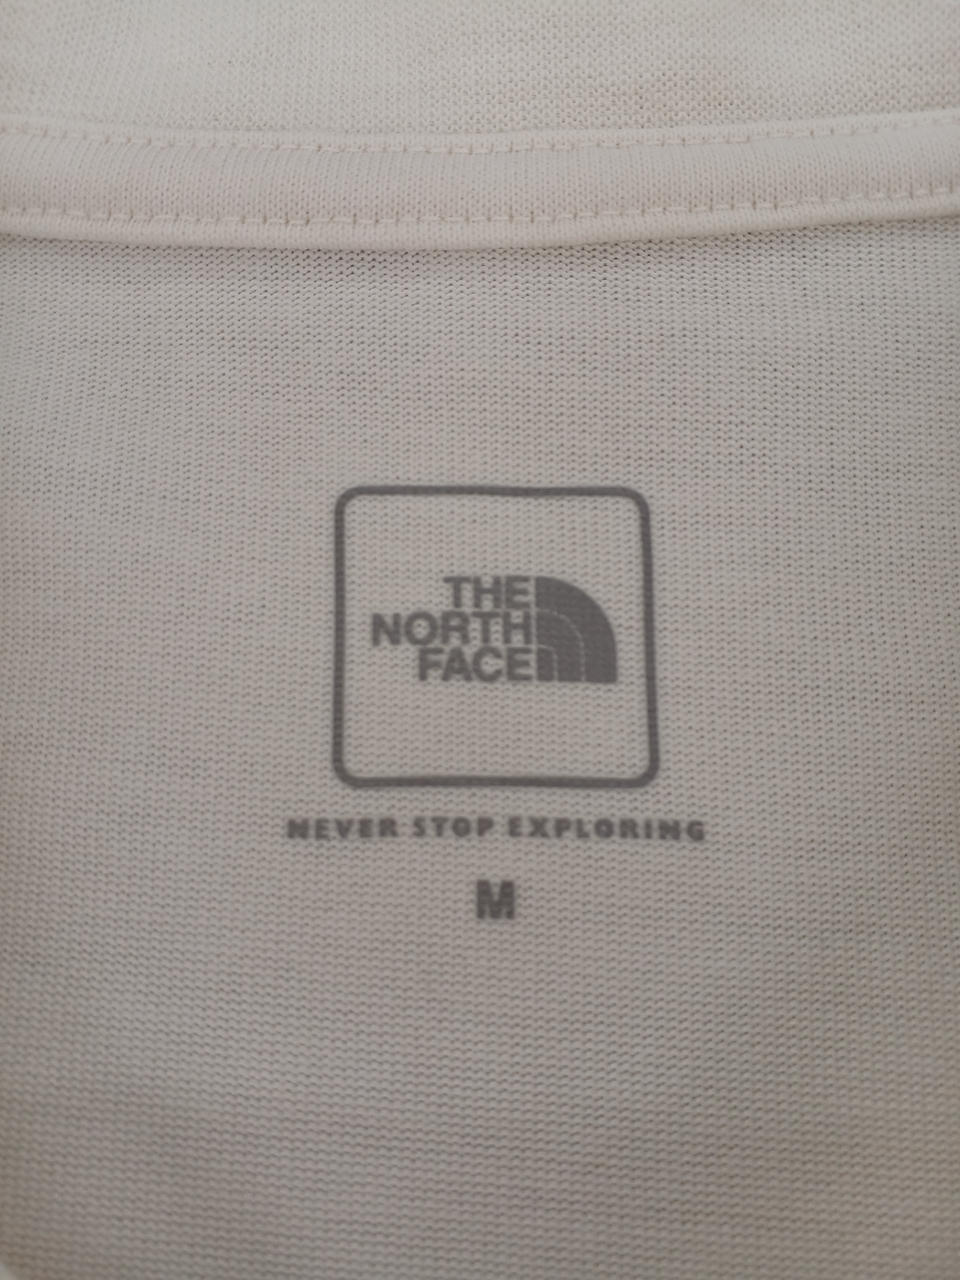 THE
NORTH
FACE
NEVER STOP EXPLORING
M